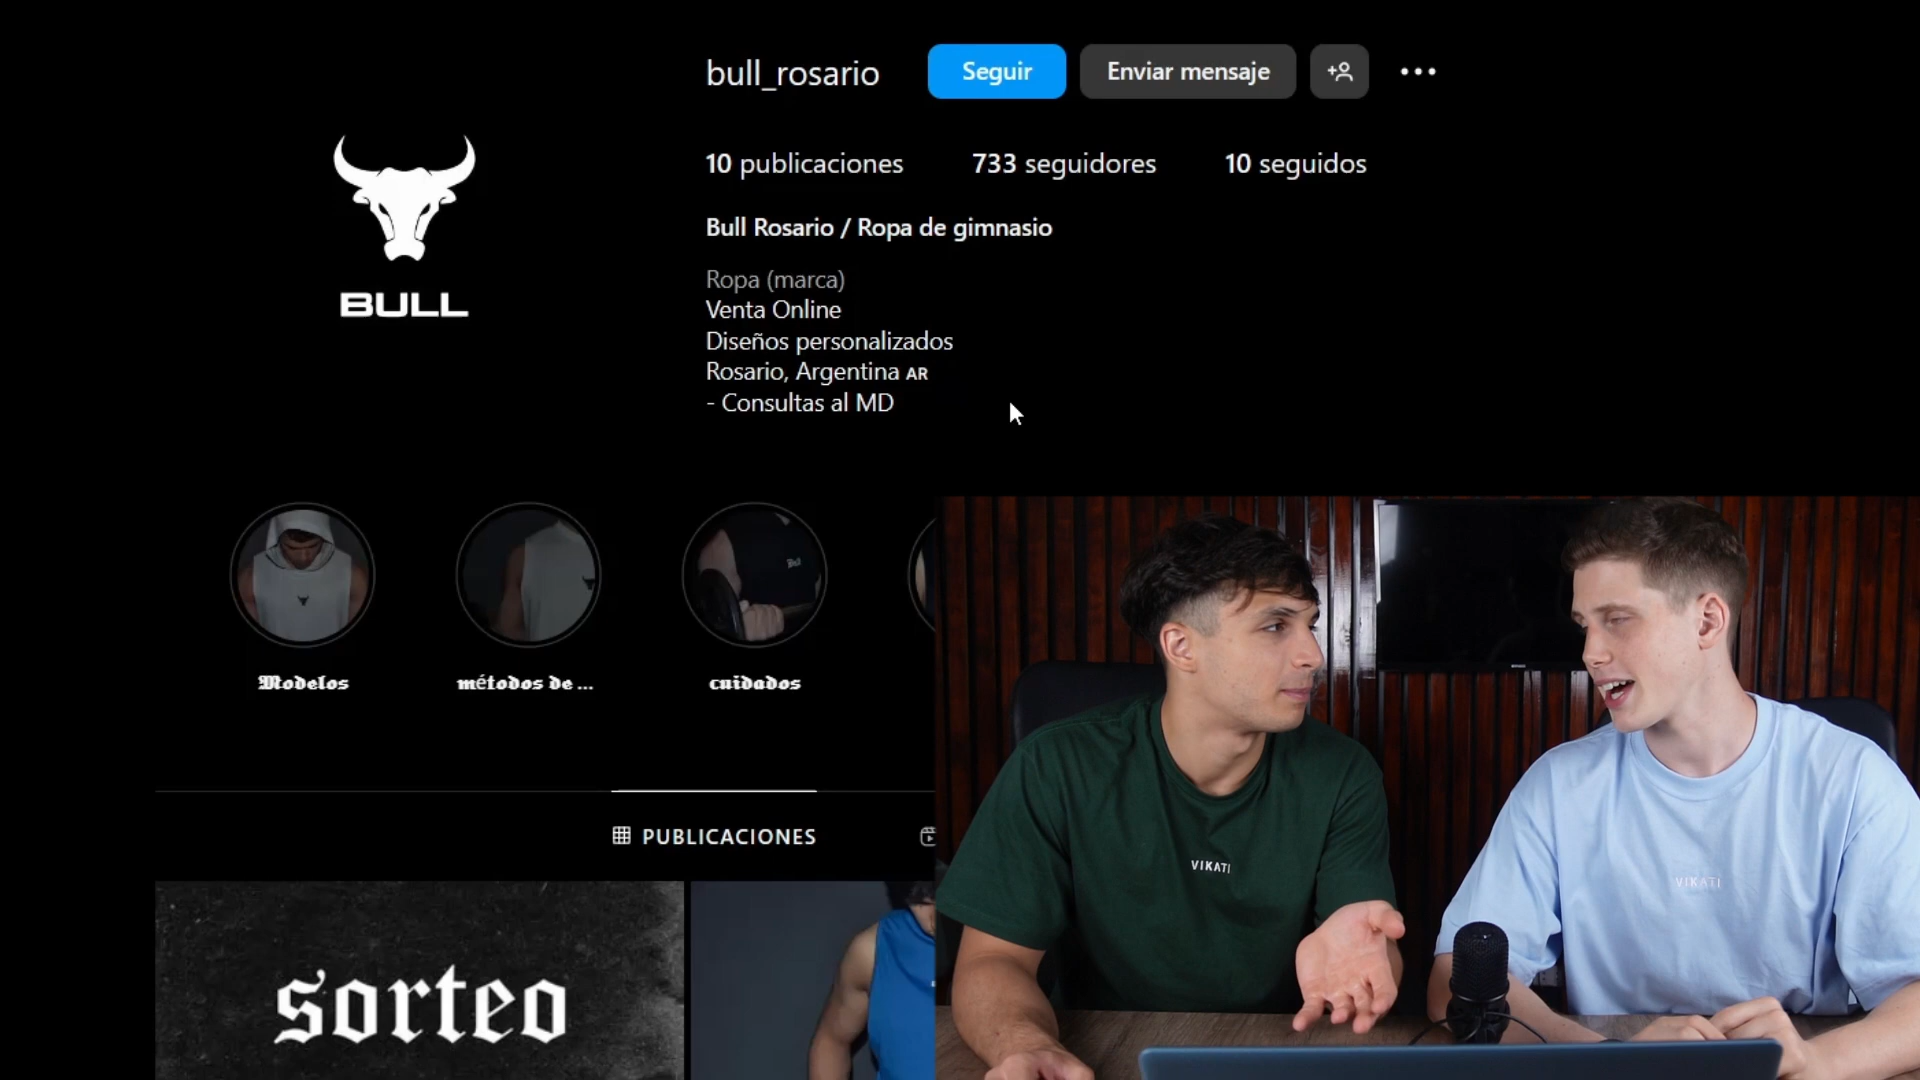 bull_rosario
Seguir
Enviar mensaje
10 publicaciones
733 seguidores
10 seguidos
BULL
Bull Rosario / Ropa de gimnasio
Ropa (marca)
Venta Online
Diseños personalizados
Rosario, Argentina AR
- Consultas al MD
Bull
Modelos
métodos de ...
cuidados
PUBLICACIONES
sorteo
VIKATI
VIKATI